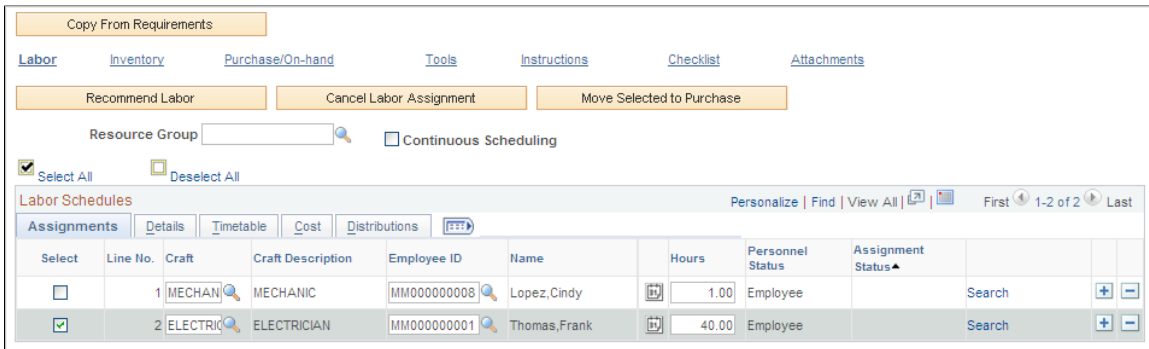 Copy From Requirements
Labor Inventory Purchase/On-hand Tools Instructions Checklist Attachments
Recommend Labor Cancel Labor Assignment Move Selected to Purchase
Resource Group Continuous Scheduling
Select All Deselect All
Labor Schedules Personalize | Find | View All | | First 1-2 of 2 Last
Assignments Details Timetable Cost Distributions
Select Line No. Craft Craft Description Employee ID Name Hours Personnel Status Assignment Status
1 MECHANI MECHANIC MM000000008 Lopez,Cindy 31 1.00 Employee Search + −
2 ELECTRIC ELECTRICIAN MM000000001 Thomas,Frank 31 40.00 Employee Search + −